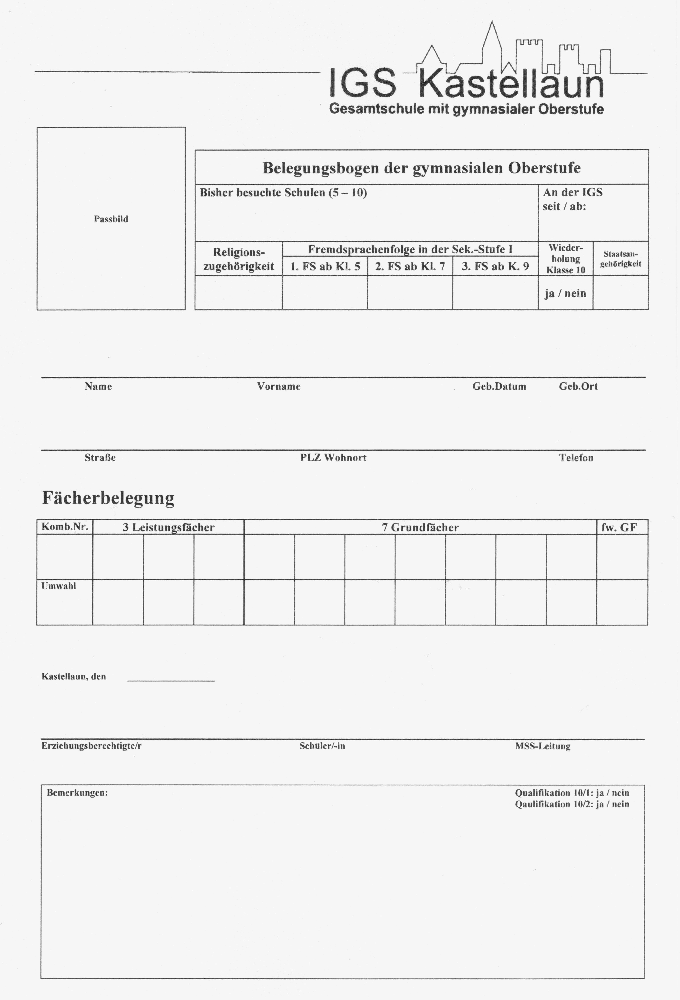 IGS Kastellaun
Gesamtschule mit gymnasialer Oberstufe
Passbild
Belegungsbogen der gymnasialen Oberstufe
Bisher besuchte Schulen (5 – 10)
An der IGS
seit / ab:
Religions-
zugehörigkeit
Fremdsprachenfolge in der Sek.-Stufe I
1. FS ab Kl. 5
2. FS ab Kl. 7
3. FS ab K. 9
Wieder-
holung
Klasse 10
Staatsan-
gehörigkeit
ja / nein
Name Vorname Geb.Datum Geb.Ort
Straße PLZ Wohnort Telefon
Fächerbelegung
Komb.Nr. 3 Leistungsfächer 7 Grundfächer fw. GF
Umwahl
Kastellaun, den
Erziehungsberechtigte/r Schüler/-in MSS-Leitung
Bemerkungen:
Qualifikation 10/1: ja / nein
Qaulifikation 10/2: ja / nein